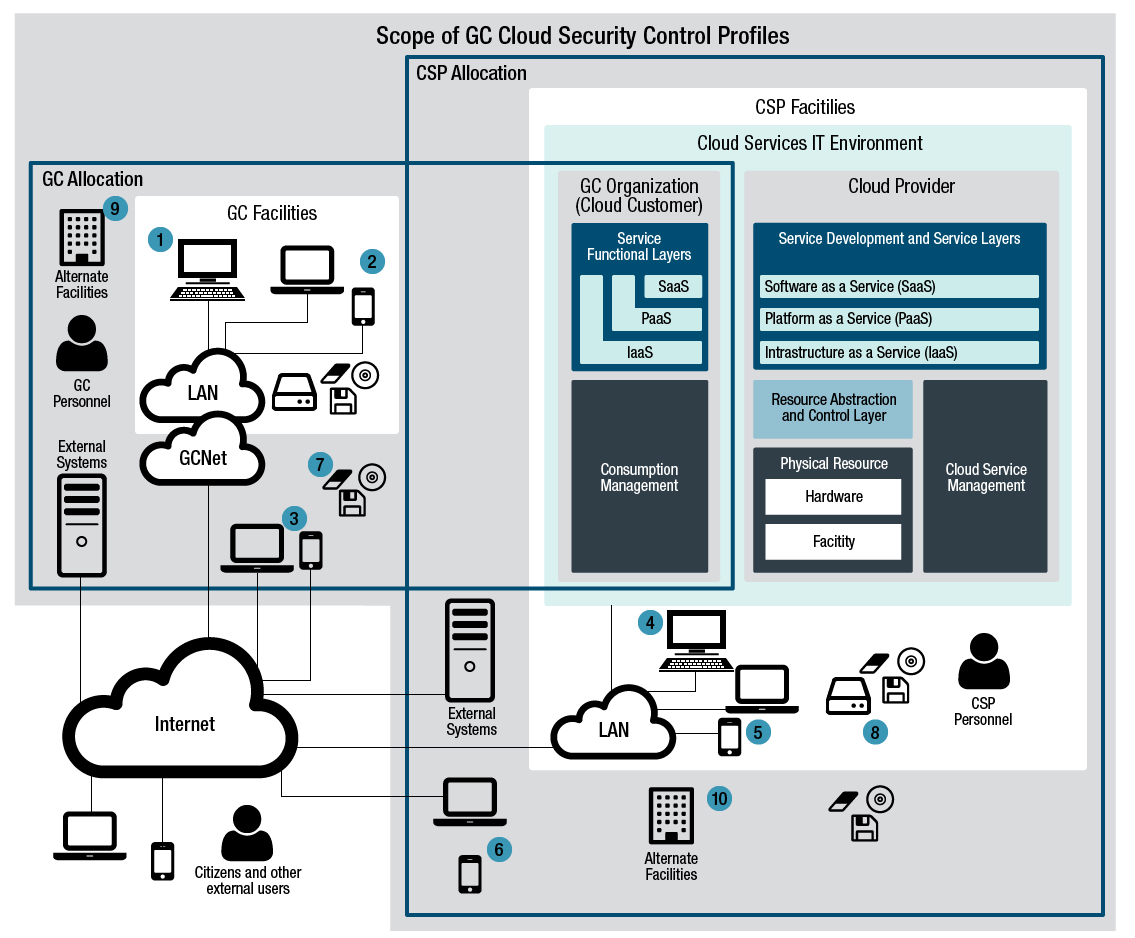 Scope of GC Cloud Security Control Profiles
CSP Allocation
CSP Facitilies
Cloud Services IT Environment
GC Allocation
9
Alternate
Facilities
GC
Personnel
External
Systems
GC Facilities
1
2
LAN
GCNet
7
3
GC Organization
(Cloud Customer)
Service
Functional Layers
SaaS
PaaS
IaaS
Consumption
Management
Cloud Provider
Service Development and Service Layers
Software as a Service (SaaS)
Platform as a Service (PaaS)
Intrastructure as a Service (IaaS)
Resource Abstraction
and Control Layer
Physical Resource
Hardware
Facitity
Cloud Service
Management
Internet
External
Systems
4
LAN
5
8
CSP
Personnel
6
10
Alternate
Facilities
Citizens and other
external users